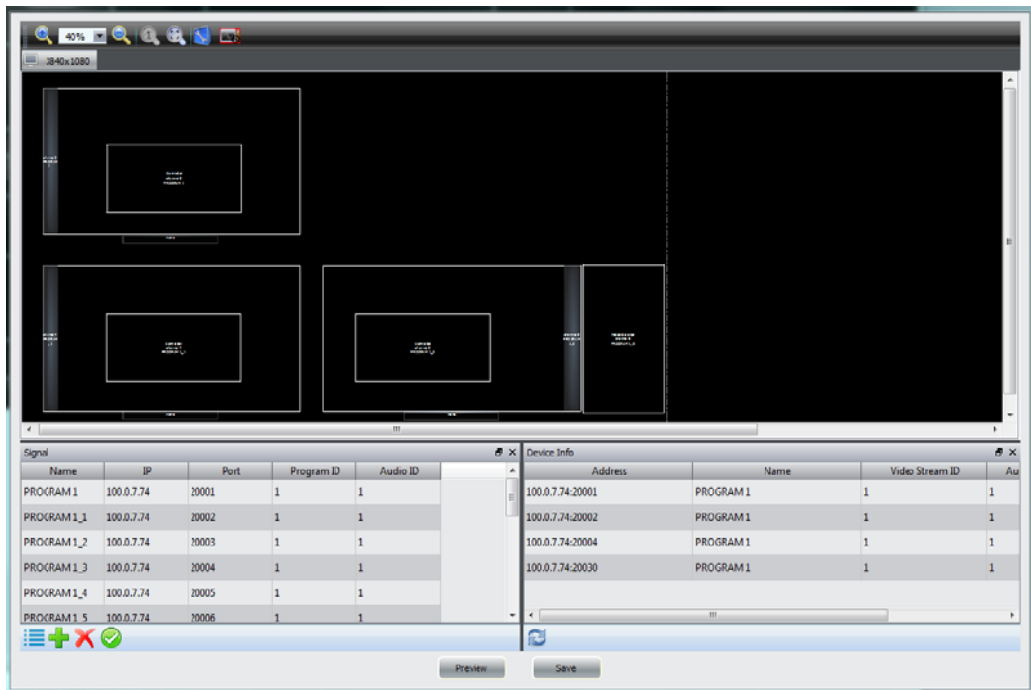 40%
3840x1080
Signal
Device Info
Name IP Port Program ID Audio ID
Address Name Video Stream ID Au
PROGRAM 1 100.0.7.74 20001 1 1
100.0.7.74:20001 PROGRAM 1 1 1
PROGRAM 1_1 100.0.7.74 20002 1 1
100.0.7.74:20002 PROGRAM 1 1 1
PROGRAM 1_2 100.0.7.74 20003 1 1
100.0.7.74:20004 PROGRAM 1 1 1
PROGRAM 1_3 100.0.7.74 20004 1 1
100.0.7.74:20030 PROGRAM 1 1 1
PROGRAM 1_4 100.0.7.74 20005 1 1
PROGRAM 1_5 100.0.7.74 20006 1 1
Preview
Save